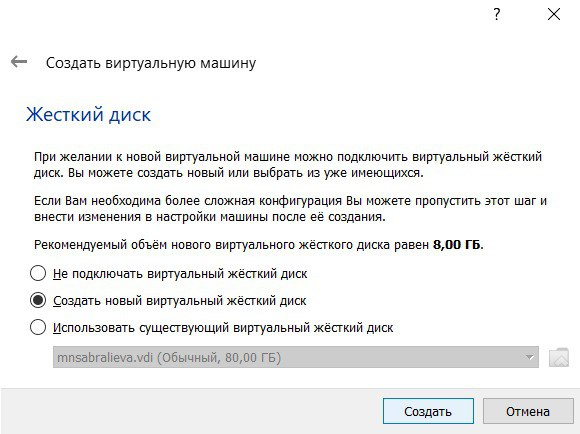 ?
Создать виртуальную машину
Жесткий диск
При желании к новой виртуальной машине можно подключить виртуальный жёсткий
диск. Вы можете создать новый или выбрать из уже имеющихся.
Если Вам необходима более сложная конфигурация Вы можете пропустить этот шаг и
внести изменения в настройки машины после её создания.
Рекомендуемый объём нового виртуального жёсткого диска равен 8,00 ГБ.
Не подключать виртуальный жёсткий диск
Создать новый виртуальный жёсткий диск
Использовать существующий виртуальный жёсткий диск
mnsabralieva.vdi (Обычный, 80,00 ГБ)
Создать
Отмена